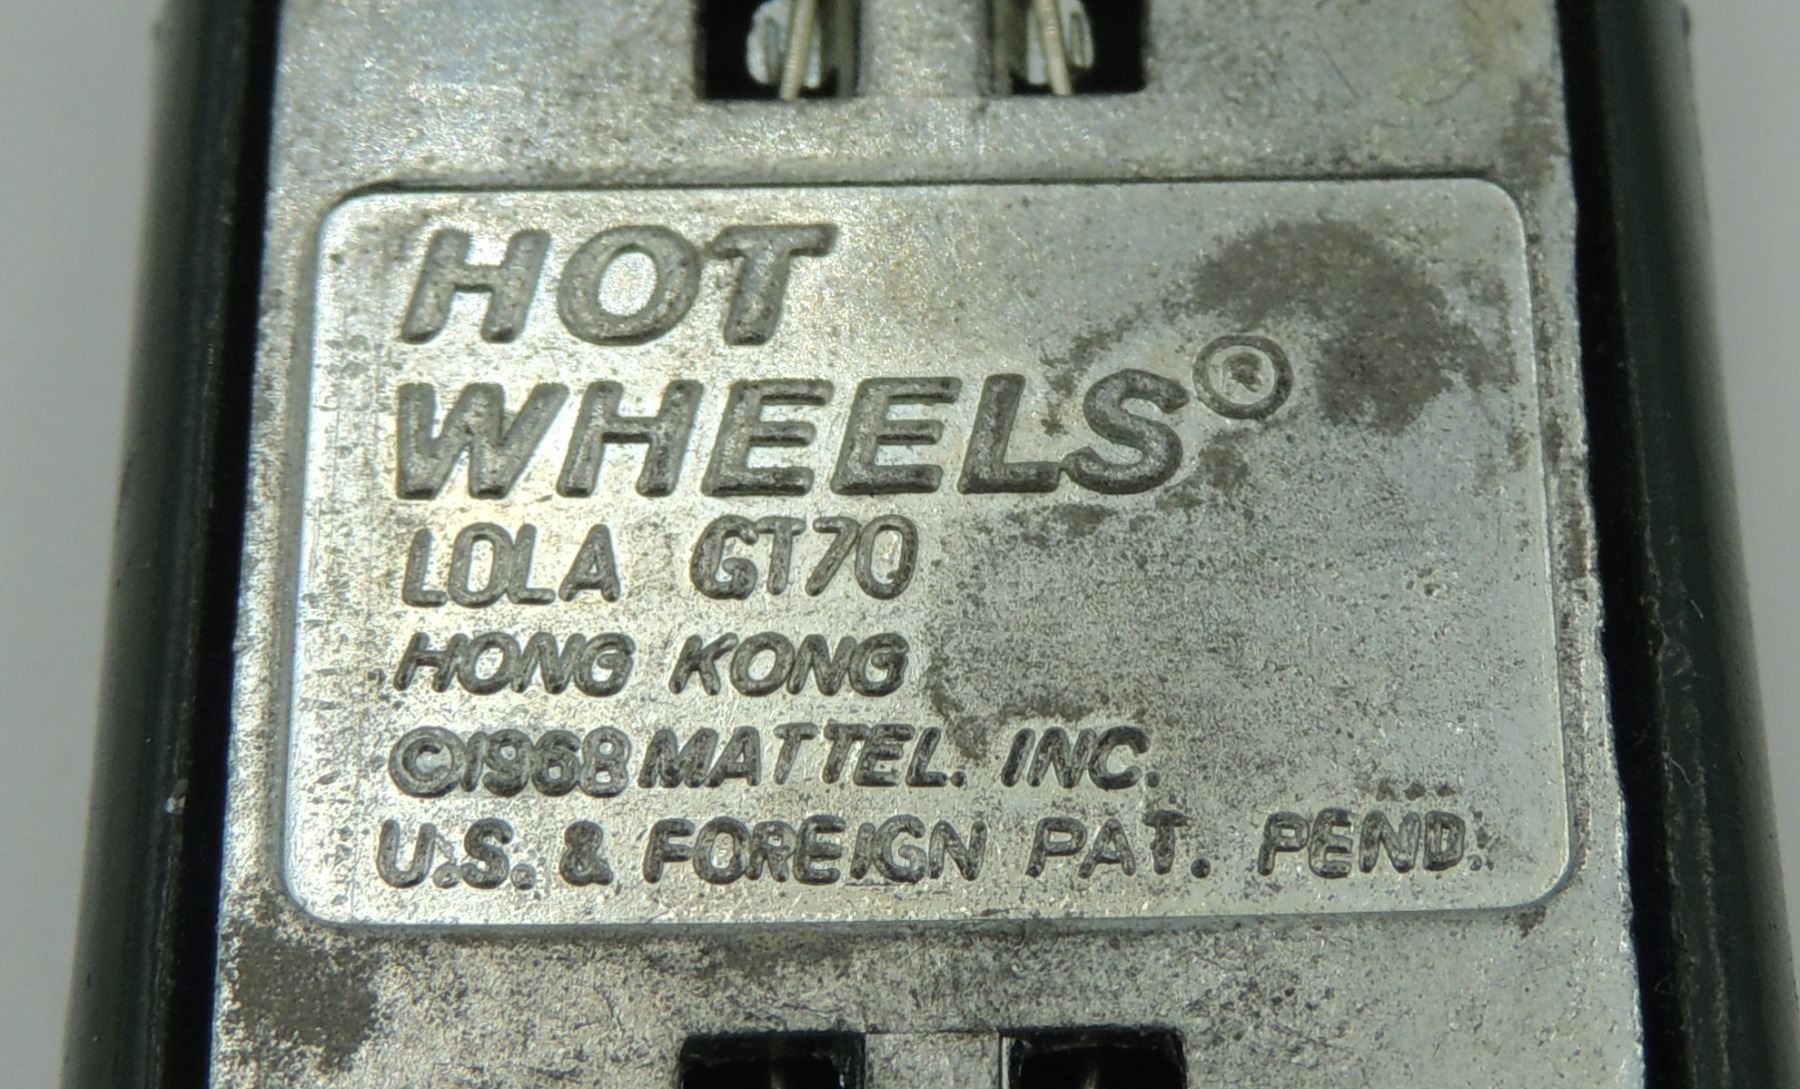 HOT
WHEELS®
LOLA GT70
HONG KONG
©1968 MATTEL. INC.
U.S. & FOREIGN PAT. PEND.